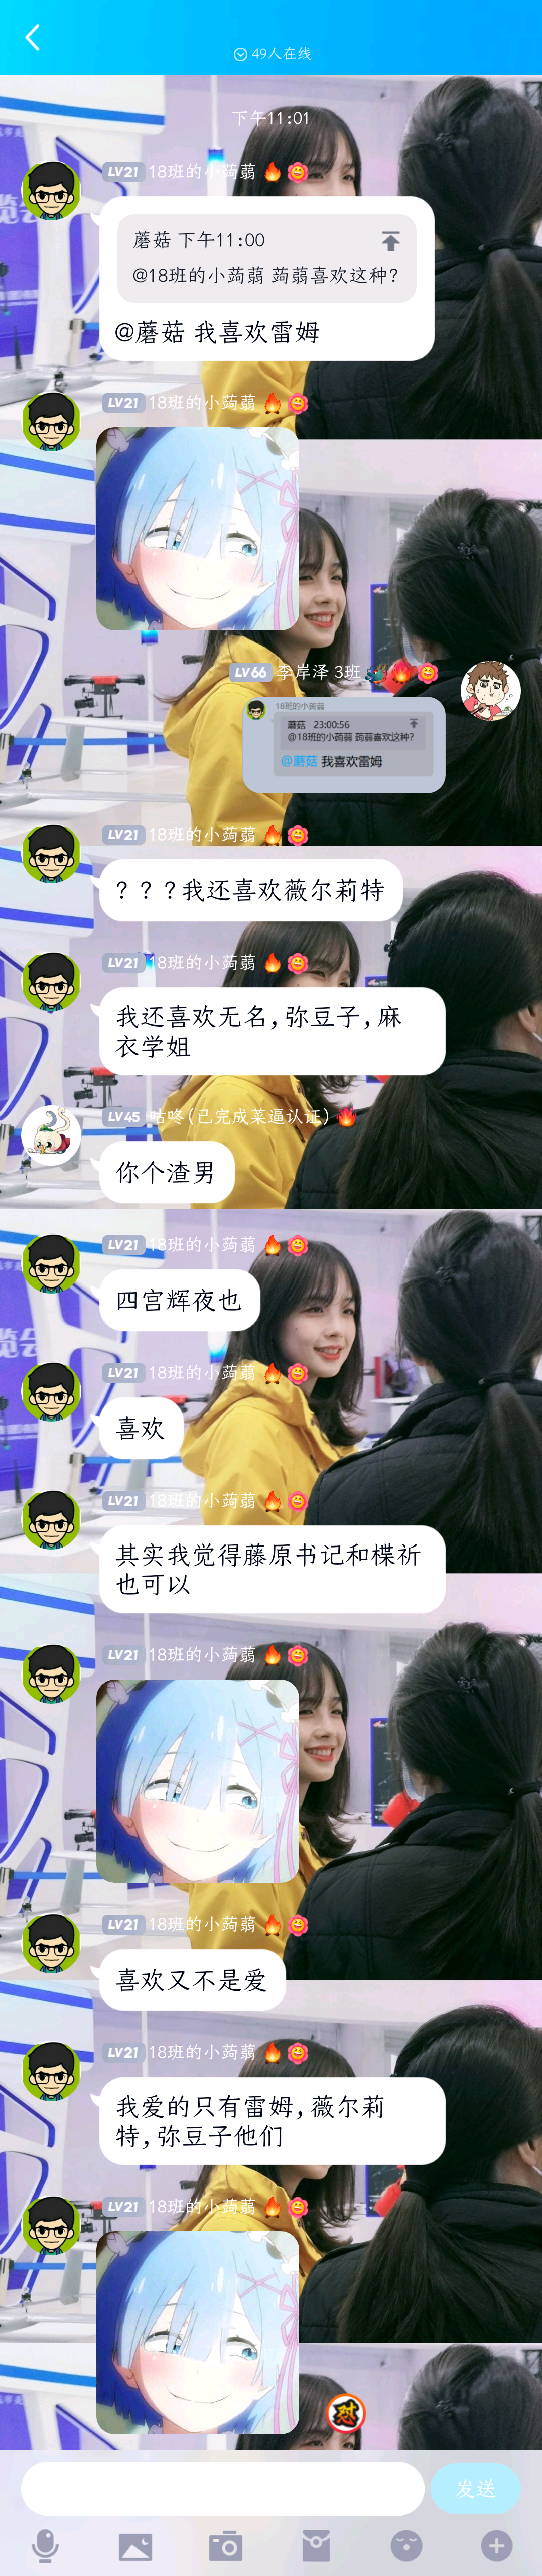 49人在线
下午11:01
LV21 18班的小蒟蒻
蘑菇 下午11:00
@18班的小蒟蒻 蒟蒻喜欢这种?
@蘑菇 我喜欢雷姆
LV21 18班的小蒟蒻
LV66 李岸泽 3班
18班的小蒟蒻
蘑菇 23:00:56
@18班的小蒟蒻 蒟蒻喜欢这种?
@蘑菇 我喜欢雷姆
LV21 18班的小蒟蒻
???我还喜欢薇尔莉特
LV21 18班的小蒟蒻
我还喜欢无名,弥豆子,麻
衣学姐
LV45 咕咚(已完成菜逼认证)
你个渣男
LV21 18班的小蒟蒻
四宫辉夜也
LV21 18班的小蒟蒻
喜欢
LV21 18班的小蒟蒻
其实我觉得藤原书记和楪祈
也可以
LV21 18班的小蒟蒻
LV21 18班的小蒟蒻
喜欢又不是爱
LV21 18班的小蒟蒻
我爱的只有雷姆,薇尔莉
特,弥豆子他们
LV21 18班的小蒟蒻
怼
发送